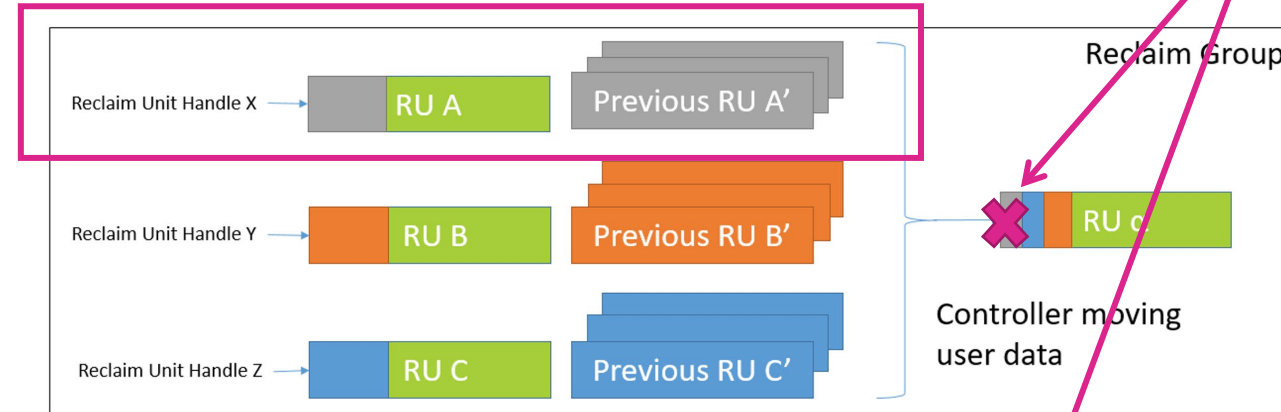 Reclaim Group
Reclaim Unit Handle X
RU A
Previous RU A’
Reclaim Unit Handle Y
RU B
Previous RU B’
RU α
Controller moving
user data
Reclaim Unit Handle Z
RU C
Previous RU C’